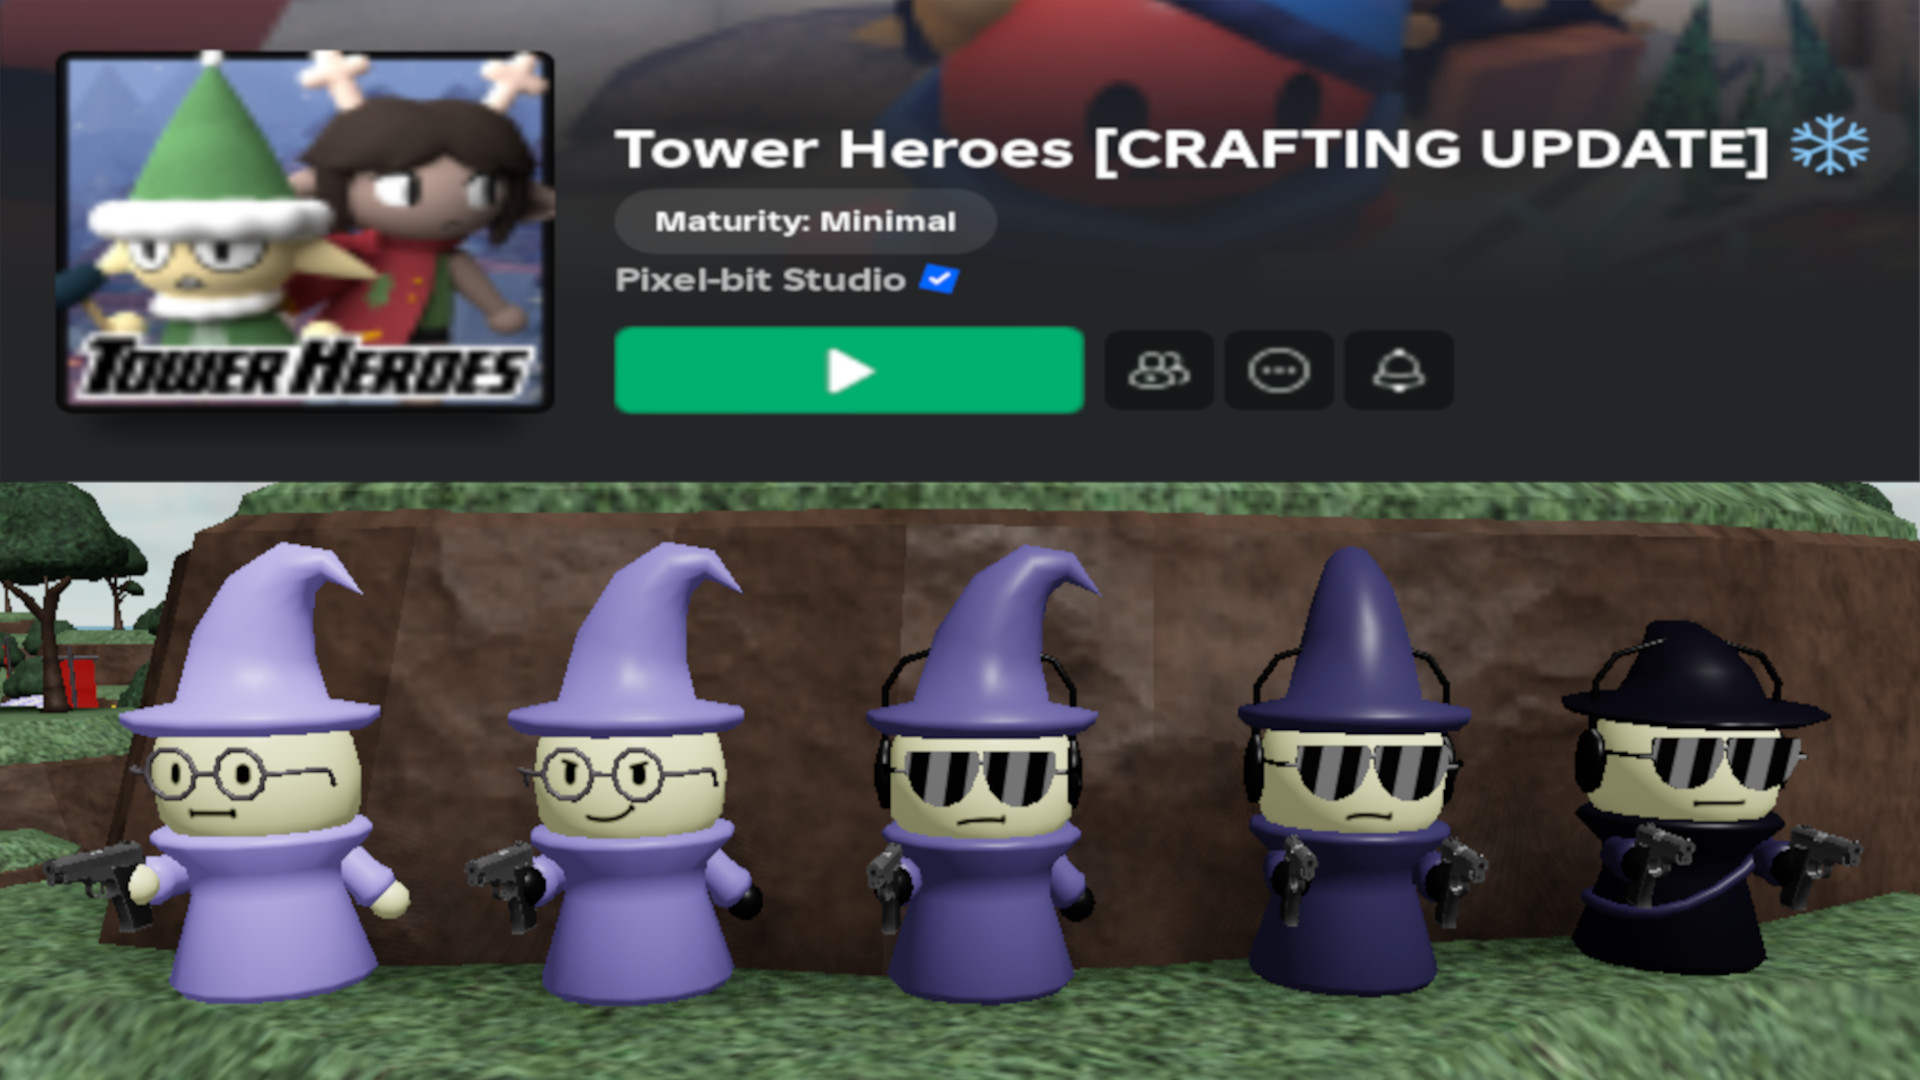 Tower Heroes [CRAFTING UPDATE]
Maturity: Minimal
Pixel-bit Studio
TOWER HEROES